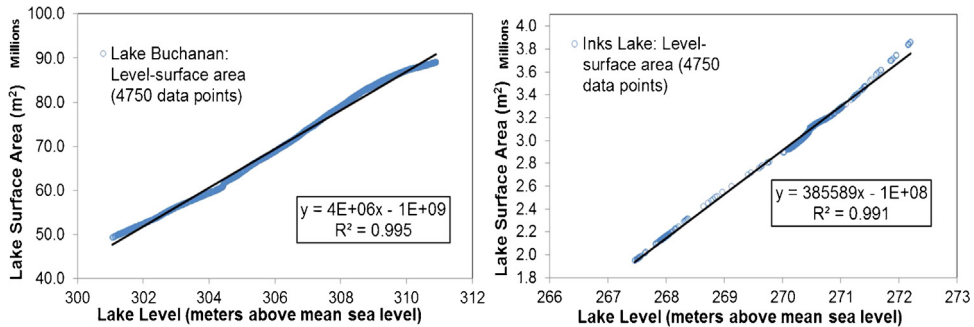 100.0
90.0
80.0
70.0
60.0
50.0
40.0
Millions
Lake Surface Area (m²)
Lake Buchanan:
Level-surface area
(4750 data points)
y = 4E+06x - 1E+09
R² = 0.995
300 302 304 306 308 310 312
Lake Level (meters above mean sea level)
4.0
3.8
3.6
3.4
3.2
3.0
2.8
2.6
2.4
2.2
2.0
1.8
Millions
Lake Surface Area (m²)
Inks Lake: Level-
surface area (4750
data points)
y = 385589x - 1E+08
R² = 0.991
266 267 268 269 270 271 272 273
Lake Level (meters above mean sea level)